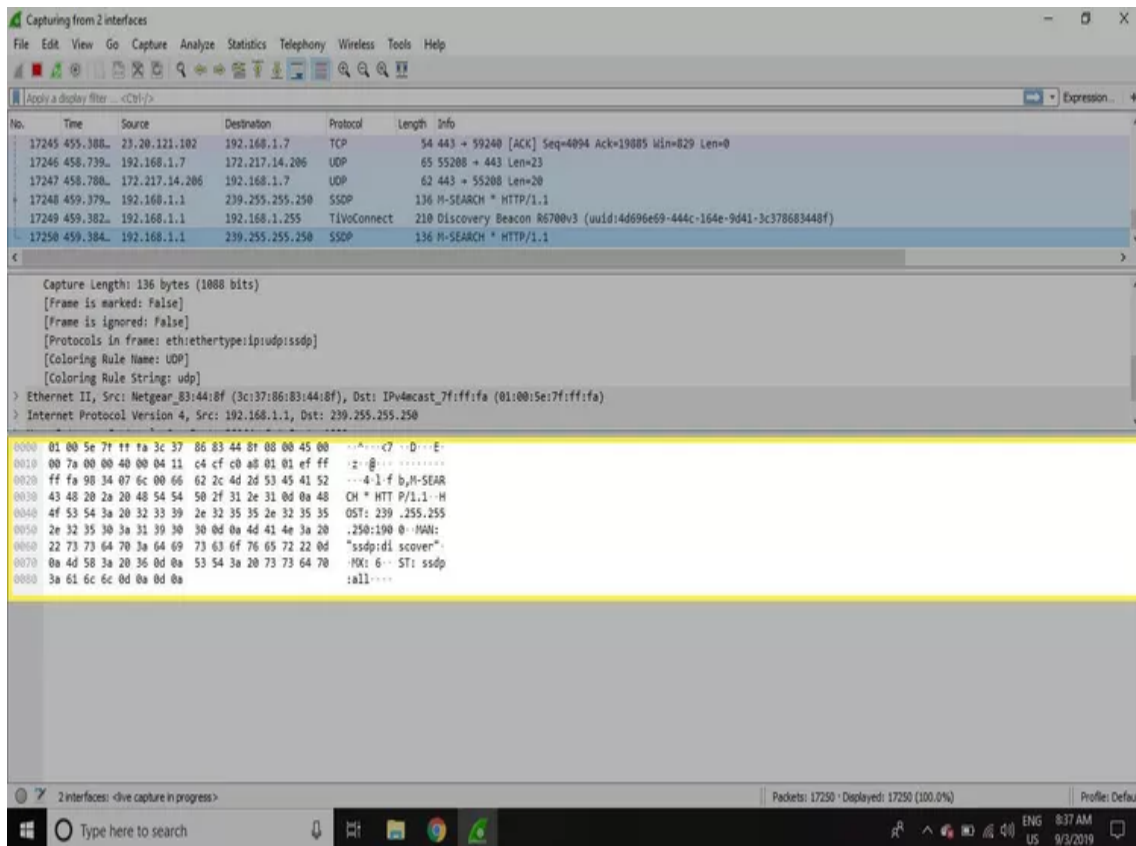 Capturing from 2 interfaces
File Edit View Go Capture Analyze Statistics Telephony Wireless Tools Help
Apply a display filter ... <Ctrl-/> Expression... +
No. Time Source Destination Protocol Length Info
17245 455.388… 23.20.121.102 192.168.1.7 TCP 54 443 → 59240 [ACK] Seq=4094 Ack=19885 Win=829 Len=0
17246 458.739… 192.168.1.7 172.217.14.206 UDP 65 55208 → 443 Len=23
17247 458.780… 172.217.14.206 192.168.1.7 UDP 62 443 → 55208 Len=20
17248 459.379… 192.168.1.1 239.255.255.250 SSDP 136 M-SEARCH * HTTP/1.1
17249 459.382… 192.168.1.1 192.168.1.255 TiVoConnect 210 Discovery Beacon R6700v3 (uuid:4d696e69-444c-164e-9d41-3c378683448f)
17250 459.384… 192.168.1.1 239.255.255.250 SSDP 136 M-SEARCH * HTTP/1.1
Capture Length: 136 bytes (1088 bits)
[Frame is marked: False]
[Frame is ignored: False]
[Protocols in frame: eth:ethertype:ip:udp:ssdp]
[Coloring Rule Name: UDP]
[Coloring Rule String: udp]
> Ethernet II, Src: Netgear_83:44:8f (3c:37:86:83:44:8f), Dst: IPv4mcast_7f:ff:fa (01:00:5e:7f:ff:fa)
> Internet Protocol Version 4, Src: 192.168.1.1, Dst: 239.255.255.250
0000 01 00 5e 7f ff fa 3c 37 86 83 44 8f 08 00 45 00 ··^···<7 ··D···E·
0010 00 7a 00 00 40 00 04 11 c4 cf c0 a8 01 01 ef ff ·z··@··· ········
0020 ff fa 98 34 07 6c 00 66 62 2c 4d 2d 53 45 41 52 ···4·l·f b,M-SEAR
0030 43 48 20 2a 20 48 54 54 50 2f 31 2e 31 0d 0a 48 CH * HTT P/1.1··H
0040 4f 53 54 3a 20 32 33 39 2e 32 35 35 2e 32 35 35 OST: 239 .255.255
0050 2e 32 35 30 3a 31 39 30 30 0d 0a 4d 41 4e 3a 20 .250:190 0··MAN:
0060 22 73 73 64 70 3a 64 69 73 63 6f 76 65 72 22 0d "ssdp:di scover"·
0070 0a 4d 58 3a 20 36 0d 0a 53 54 3a 20 73 73 64 70 ·MX: 6·· ST: ssdp
0080 3a 61 6c 6c 0d 0a 0d 0a :all····
2 interfaces: <live capture in progress> Packets: 17250 · Displayed: 17250 (100.0%) Profile: Defau
Type here to search ENG 8:37 AM
US 9/3/2019